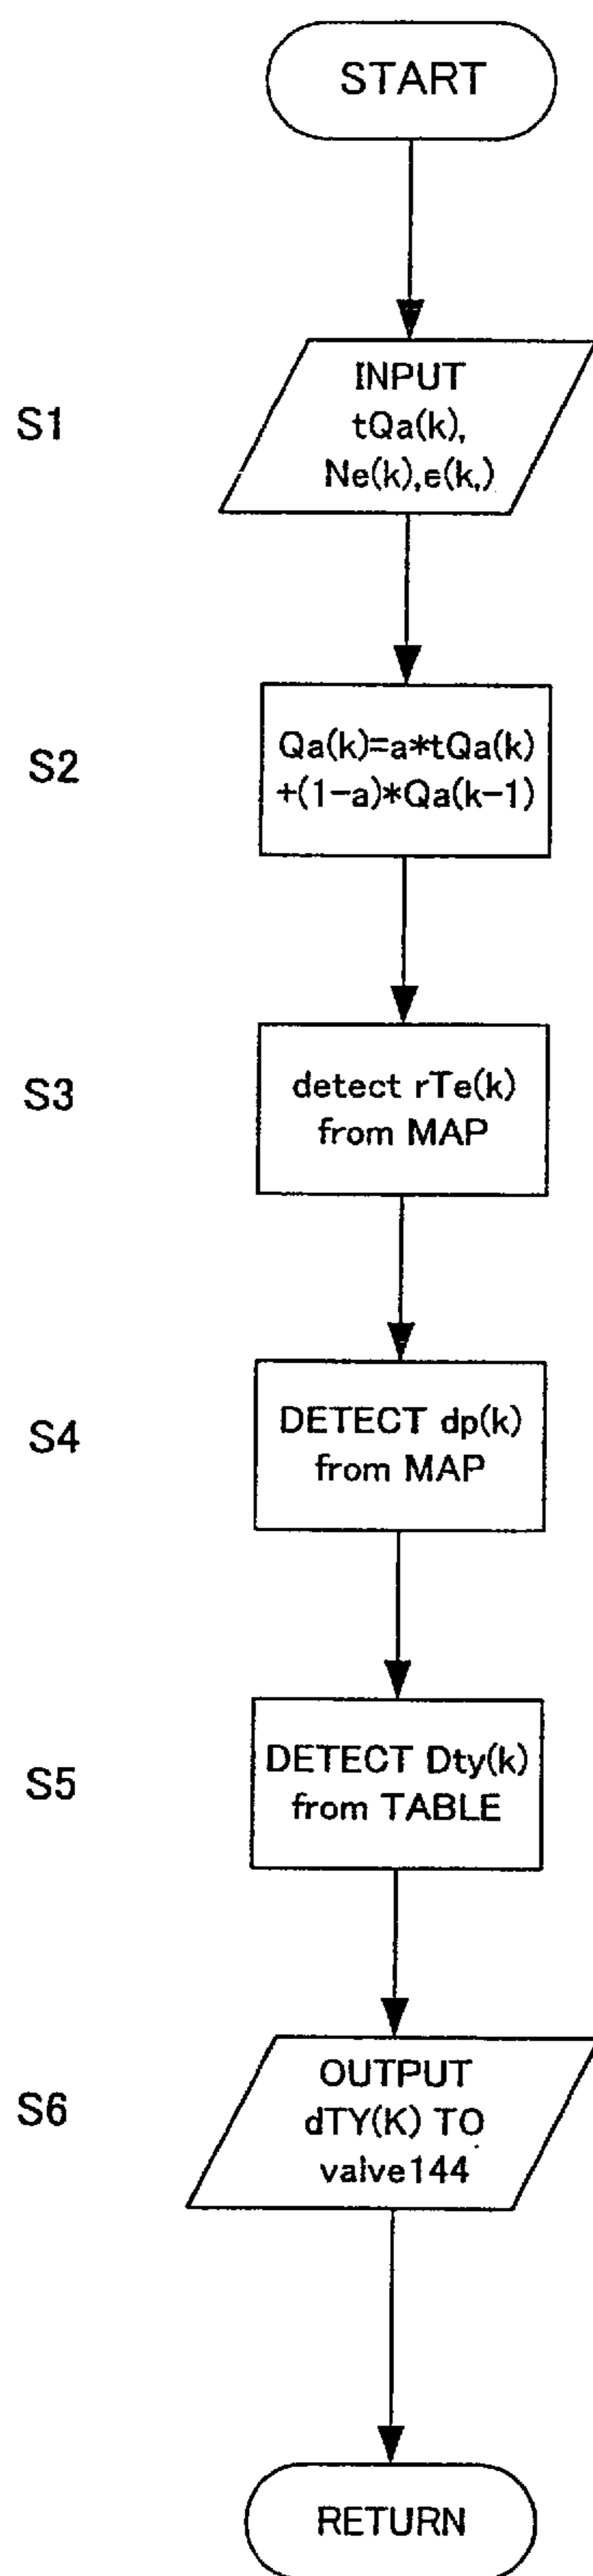 START
S1
INPUT
tQa(k),
Ne(k),e(k,)
S2
Qa(k)=a*tQa(k)
+(1-a)*Qa(k-1)
S3
detect rTe(k)
from MAP
S4
DETECT dp(k)
from MAP
S5
DETECT Dty(k)
from TABLE
S6
OUTPUT
dTY(K) TO
valve144
RETURN